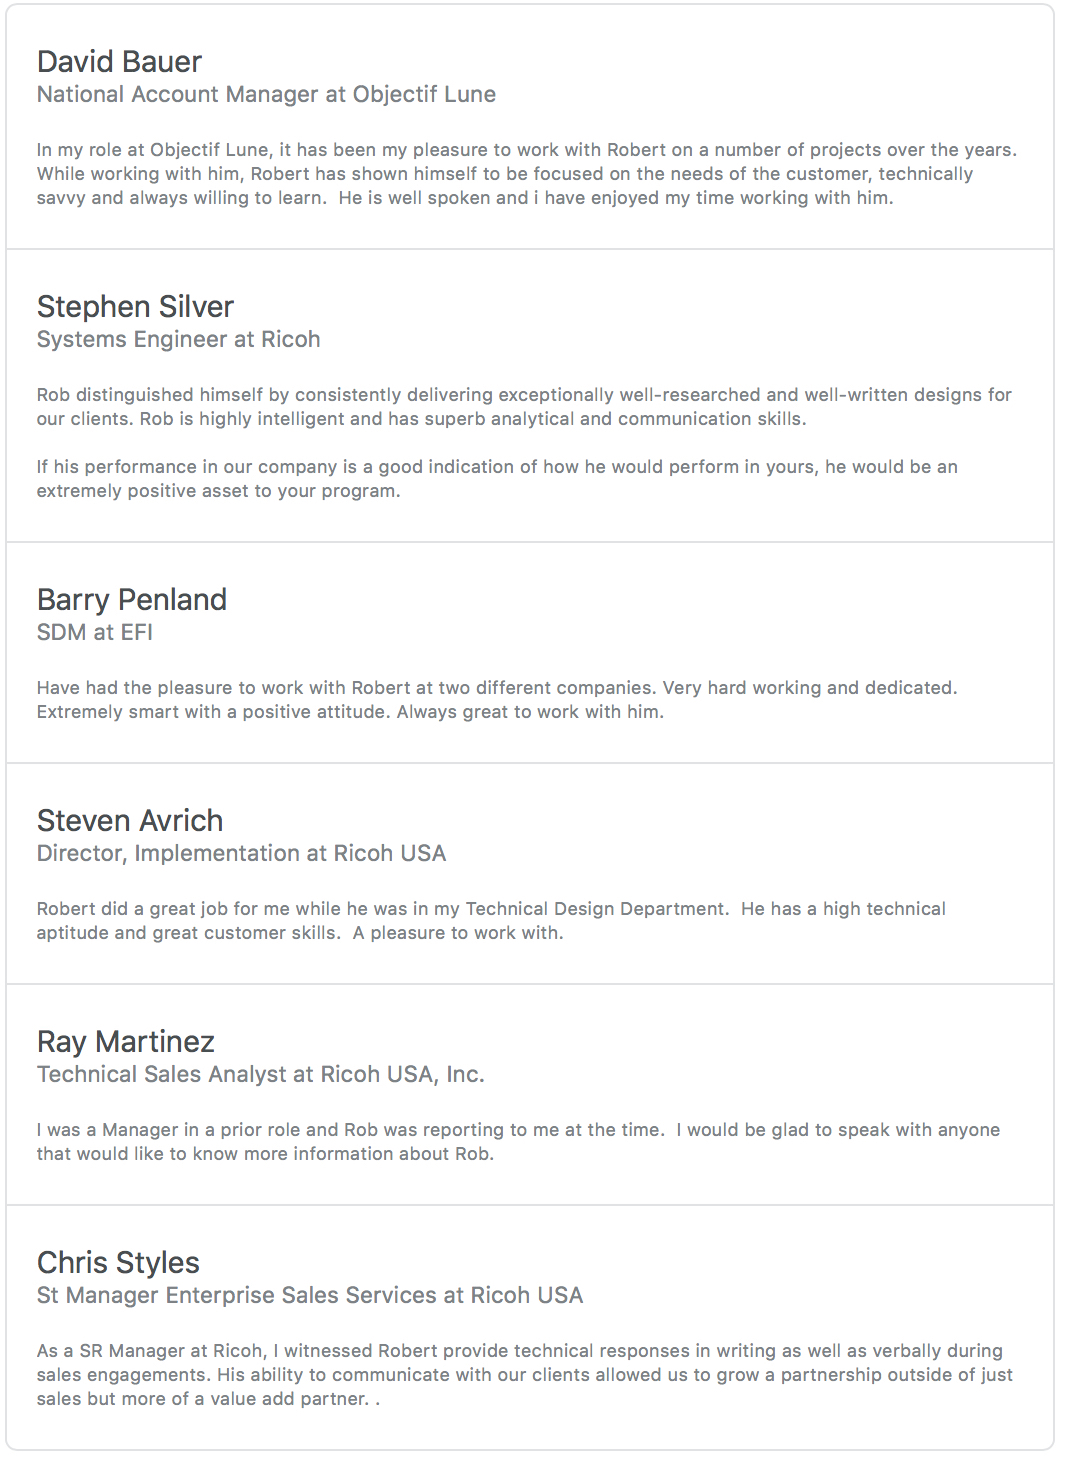 David Bauer
National Account Manager at Objectif Lune
In my role at Objectif Lune, it has been my pleasure to work with Robert on a number of projects over the years.
While working with him, Robert has shown himself to be focused on the needs of the customer, technically
savvy and always willing to learn.  He is well spoken and i have enjoyed my time working with him.
Stephen Silver
Systems Engineer at Ricoh
Rob distinguished himself by consistently delivering exceptionally well-researched and well-written designs for
our clients. Rob is highly intelligent and has superb analytical and communication skills.
If his performance in our company is a good indication of how he would perform in yours, he would be an
extremely positive asset to your program.
Barry Penland
SDM at EFI
Have had the pleasure to work with Robert at two different companies. Very hard working and dedicated.
Extremely smart with a positive attitude. Always great to work with him.
Steven Avrich
Director, Implementation at Ricoh USA
Robert did a great job for me while he was in my Technical Design Department.  He has a high technical
aptitude and great customer skills.  A pleasure to work with.
Ray Martinez
Technical Sales Analyst at Ricoh USA, Inc.
I was a Manager in a prior role and Rob was reporting to me at the time.  I would be glad to speak with anyone
that would like to know more information about Rob.
Chris Styles
St Manager Enterprise Sales Services at Ricoh USA
As a SR Manager at Ricoh, I witnessed Robert provide technical responses in writing as well as verbally during
sales engagements. His ability to communicate with our clients allowed us to grow a partnership outside of just
sales but more of a value add partner. .